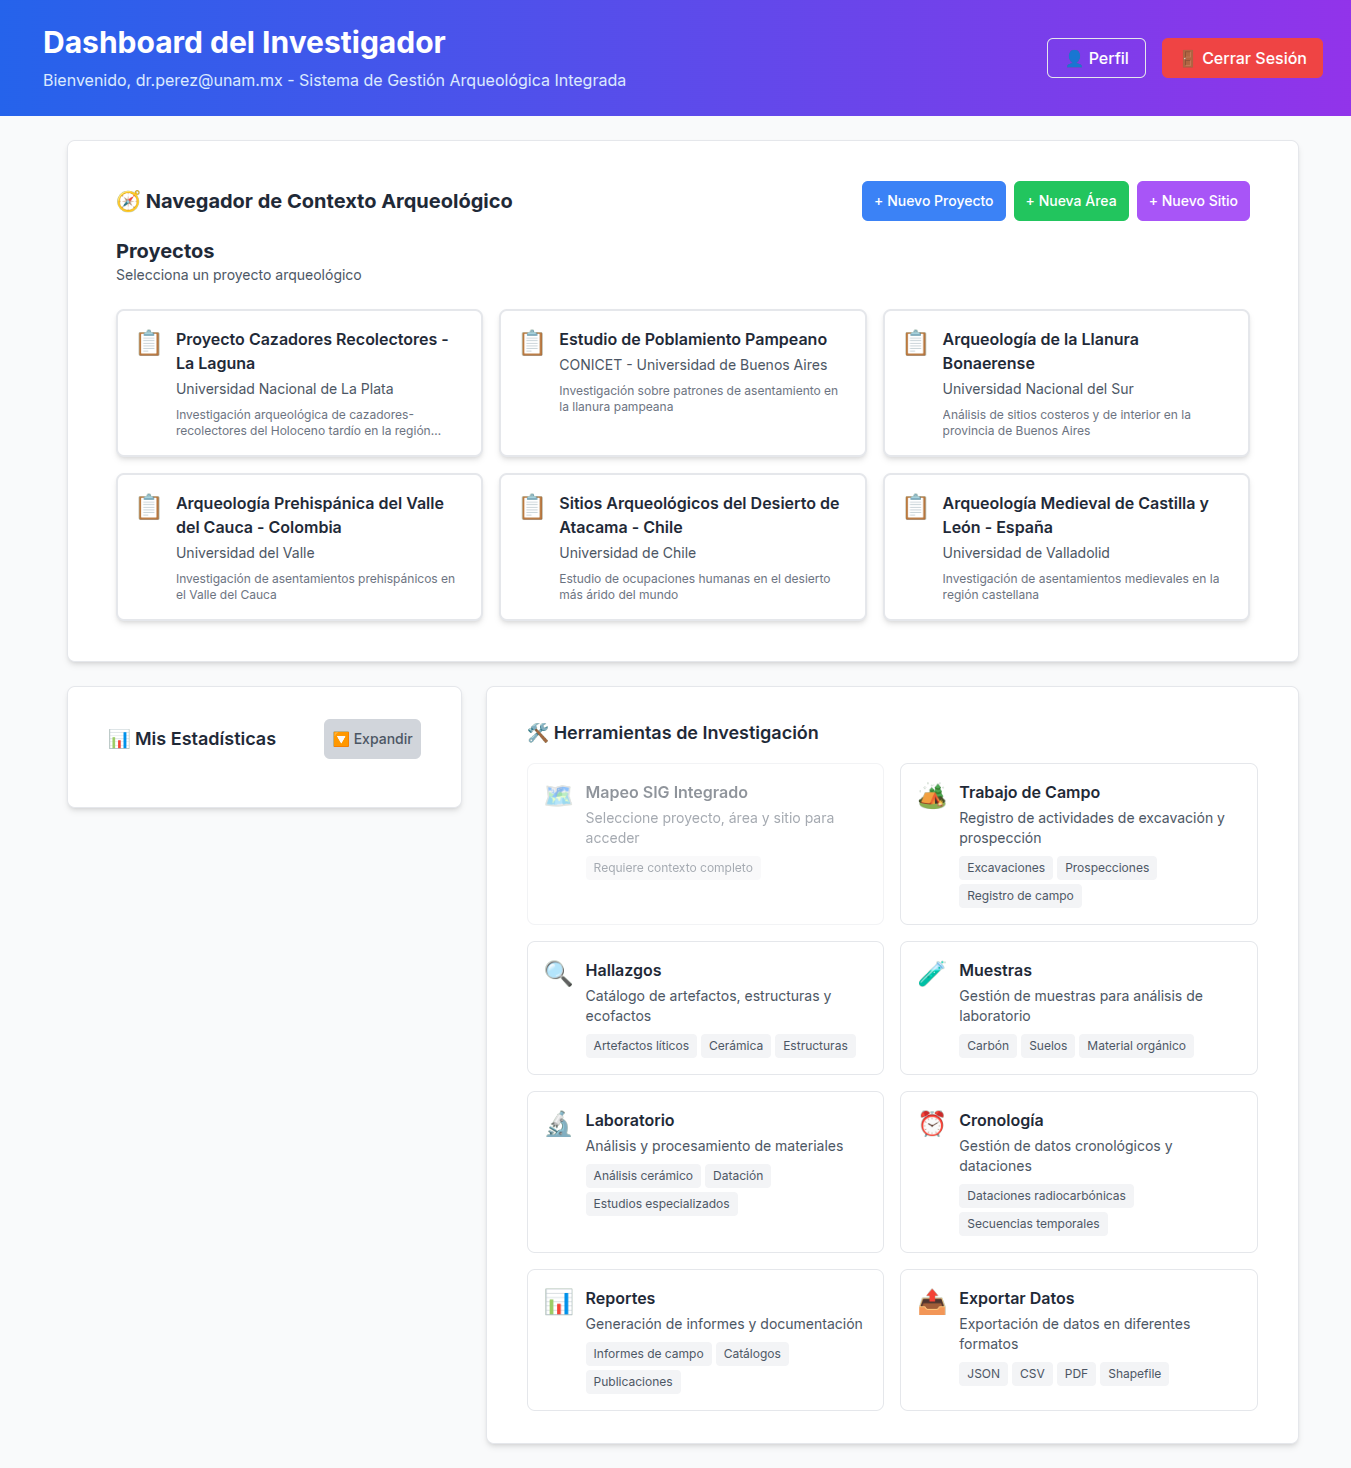 Dashboard del Investigador
Bienvenido, dr.perez@unam.mx - Sistema de Gestión Arqueológica Integrada
Perfil
Cerrar Sesión
Navegador de Contexto Arqueológico
+ Nuevo Proyecto
+ Nueva Área
+ Nuevo Sitio
Proyectos
Selecciona un proyecto arqueológico
Proyecto Cazadores Recolectores -
La Laguna
Universidad Nacional de La Plata
Investigación arqueológica de cazadores-
recolectores del Holoceno tardío en la región...
Estudio de Poblamiento Pampeano
CONICET - Universidad de Buenos Aires
Investigación sobre patrones de asentamiento en
la llanura pampeana
Arqueología de la Llanura
Bonaerense
Universidad Nacional del Sur
Análisis de sitios costeros y de interior en la
provincia de Buenos Aires
Arqueología Prehispánica del Valle
del Cauca - Colombia
Universidad del Valle
Investigación de asentamientos prehispánicos en
el Valle del Cauca
Sitios Arqueológicos del Desierto de
Atacama - Chile
Universidad de Chile
Estudio de ocupaciones humanas en el desierto
más árido del mundo
Arqueología Medieval de Castilla y
León - España
Universidad de Valladolid
Investigación de asentamientos medievales en la
región castellana
Mis Estadísticas
Expandir
Herramientas de Investigación
Mapeo SIG Integrado
Seleccione proyecto, área y sitio para
acceder
Requiere contexto completo
Trabajo de Campo
Registro de actividades de excavación y
prospección
Excavaciones
Prospecciones
Registro de campo
Hallazgos
Catálogo de artefactos, estructuras y
ecofactos
Artefactos líticos
Cerámica
Estructuras
Muestras
Gestión de muestras para análisis de
laboratorio
Carbón
Suelos
Material orgánico
Laboratorio
Análisis y procesamiento de materiales
Análisis cerámico
Datación
Estudios especializados
Cronología
Gestión de datos cronológicos y
dataciones
Dataciones radiocarbónicas
Secuencias temporales
Reportes
Generación de informes y documentación
Informes de campo
Catálogos
Publicaciones
Exportar Datos
Exportación de datos en diferentes
formatos
JSON
CSV
PDF
Shapefile